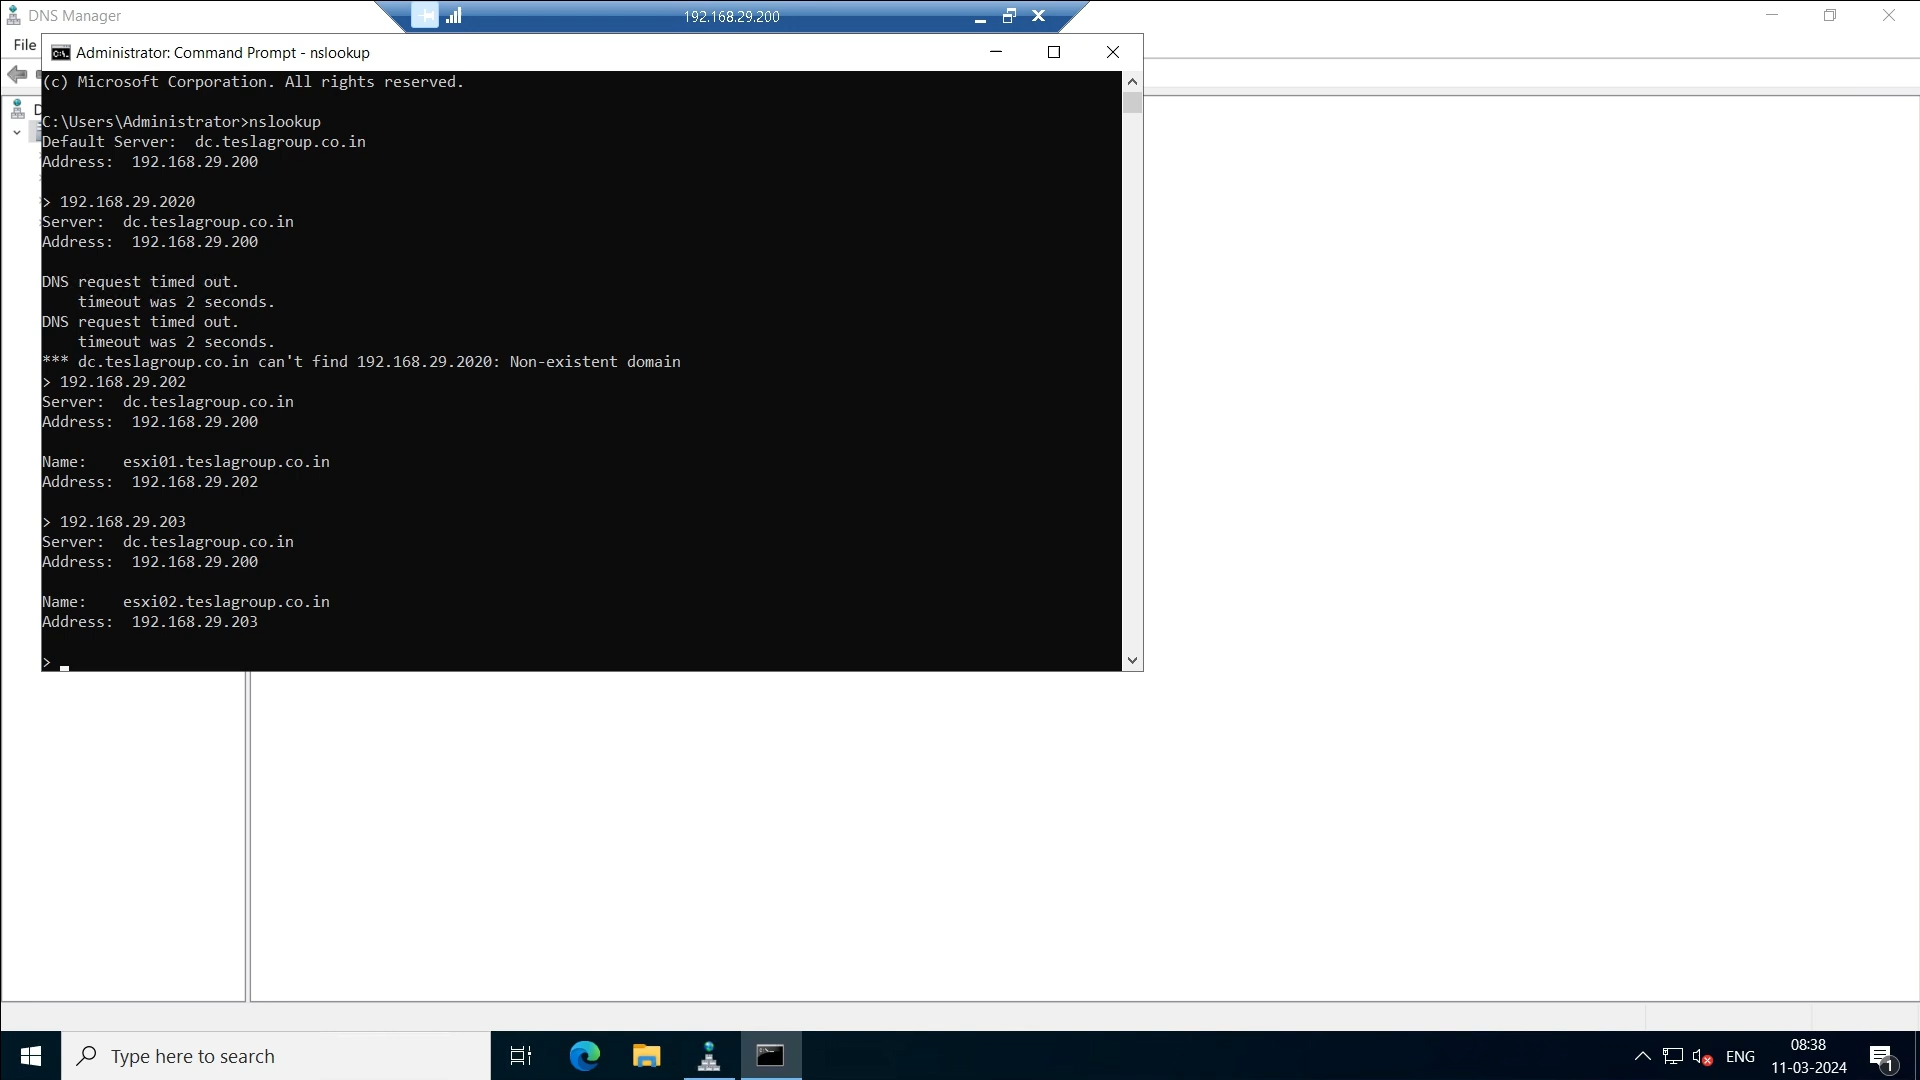 DNS Manager
192.168.29.200
File
Administrator: Command Prompt - nslookup
(c) Microsoft Corporation. All rights reserved.
C:\Users\Administrator>nslookup
Default Server:  dc.teslagroup.co.in
Address:  192.168.29.200
> 192.168.29.2020
Server:  dc.teslagroup.co.in
Address:  192.168.29.200
DNS request timed out.
    timeout was 2 seconds.
DNS request timed out.
    timeout was 2 seconds.
*** dc.teslagroup.co.in can't find 192.168.29.2020: Non-existent domain
> 192.168.29.202
Server:  dc.teslagroup.co.in
Address:  192.168.29.200
Name:    esxi01.teslagroup.co.in
Address:  192.168.29.202
> 192.168.29.203
Server:  dc.teslagroup.co.in
Address:  192.168.29.200
Name:    esxi02.teslagroup.co.in
Address:  192.168.29.203
>
Type here to search
ENG
08:38
11-03-2024
1